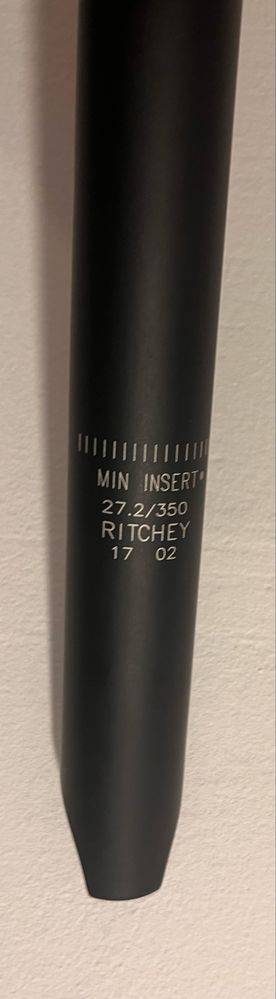 MIN INSERT
27.2/350
RITCHEY
17 02